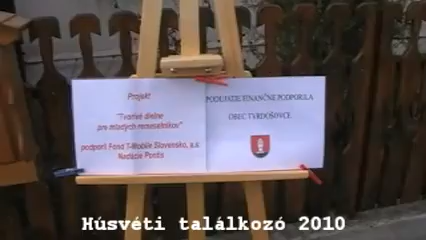 Projekt
"Tvorivé dielne
pre mladých remeselníkov"
podporil Fond T-Mobile Slovensko, a.s.
Nadácie Pontis
PODUJATIE FINANČNE PODPORILA
OBEC TVRDOŠOVCE
Húsvéti találkozó 2010